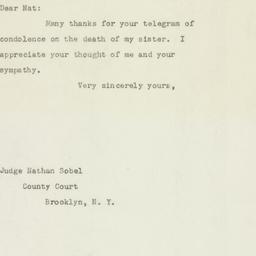 Dear Nat:
Many thanks for your telegram of
condolence on the death of my sister. I
appreciate your thought of me and your
sympathy.
Very sincerely yours,
Judge Nathan Sobel
County Court
Brooklyn, N. Y.